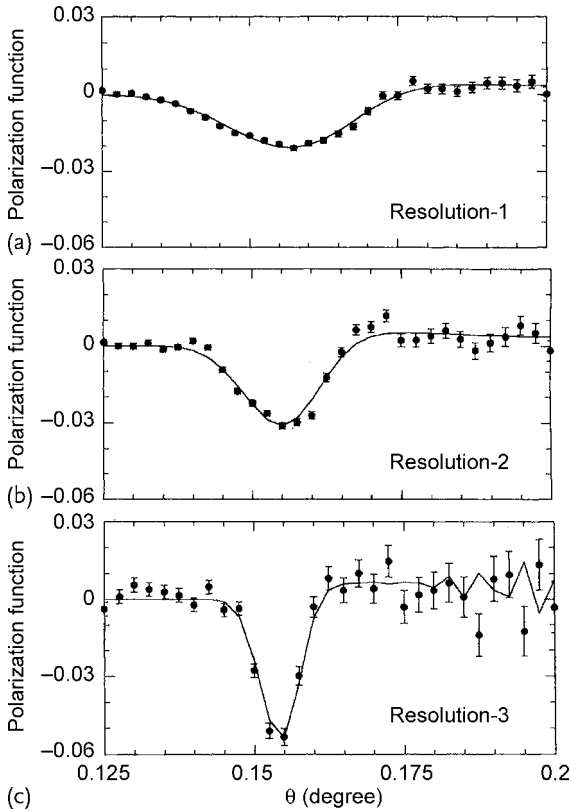 0.03
0
−0.03
−0.06
Polarization function
Resolution-1
(a)
0.03
0
−0.03
−0.06
Polarization function
Resolution-2
(b)
0.03
0
−0.03
−0.06
Polarization function
Resolution-3
0.125 0.15 0.175 0.2
(c)
θ (degree)